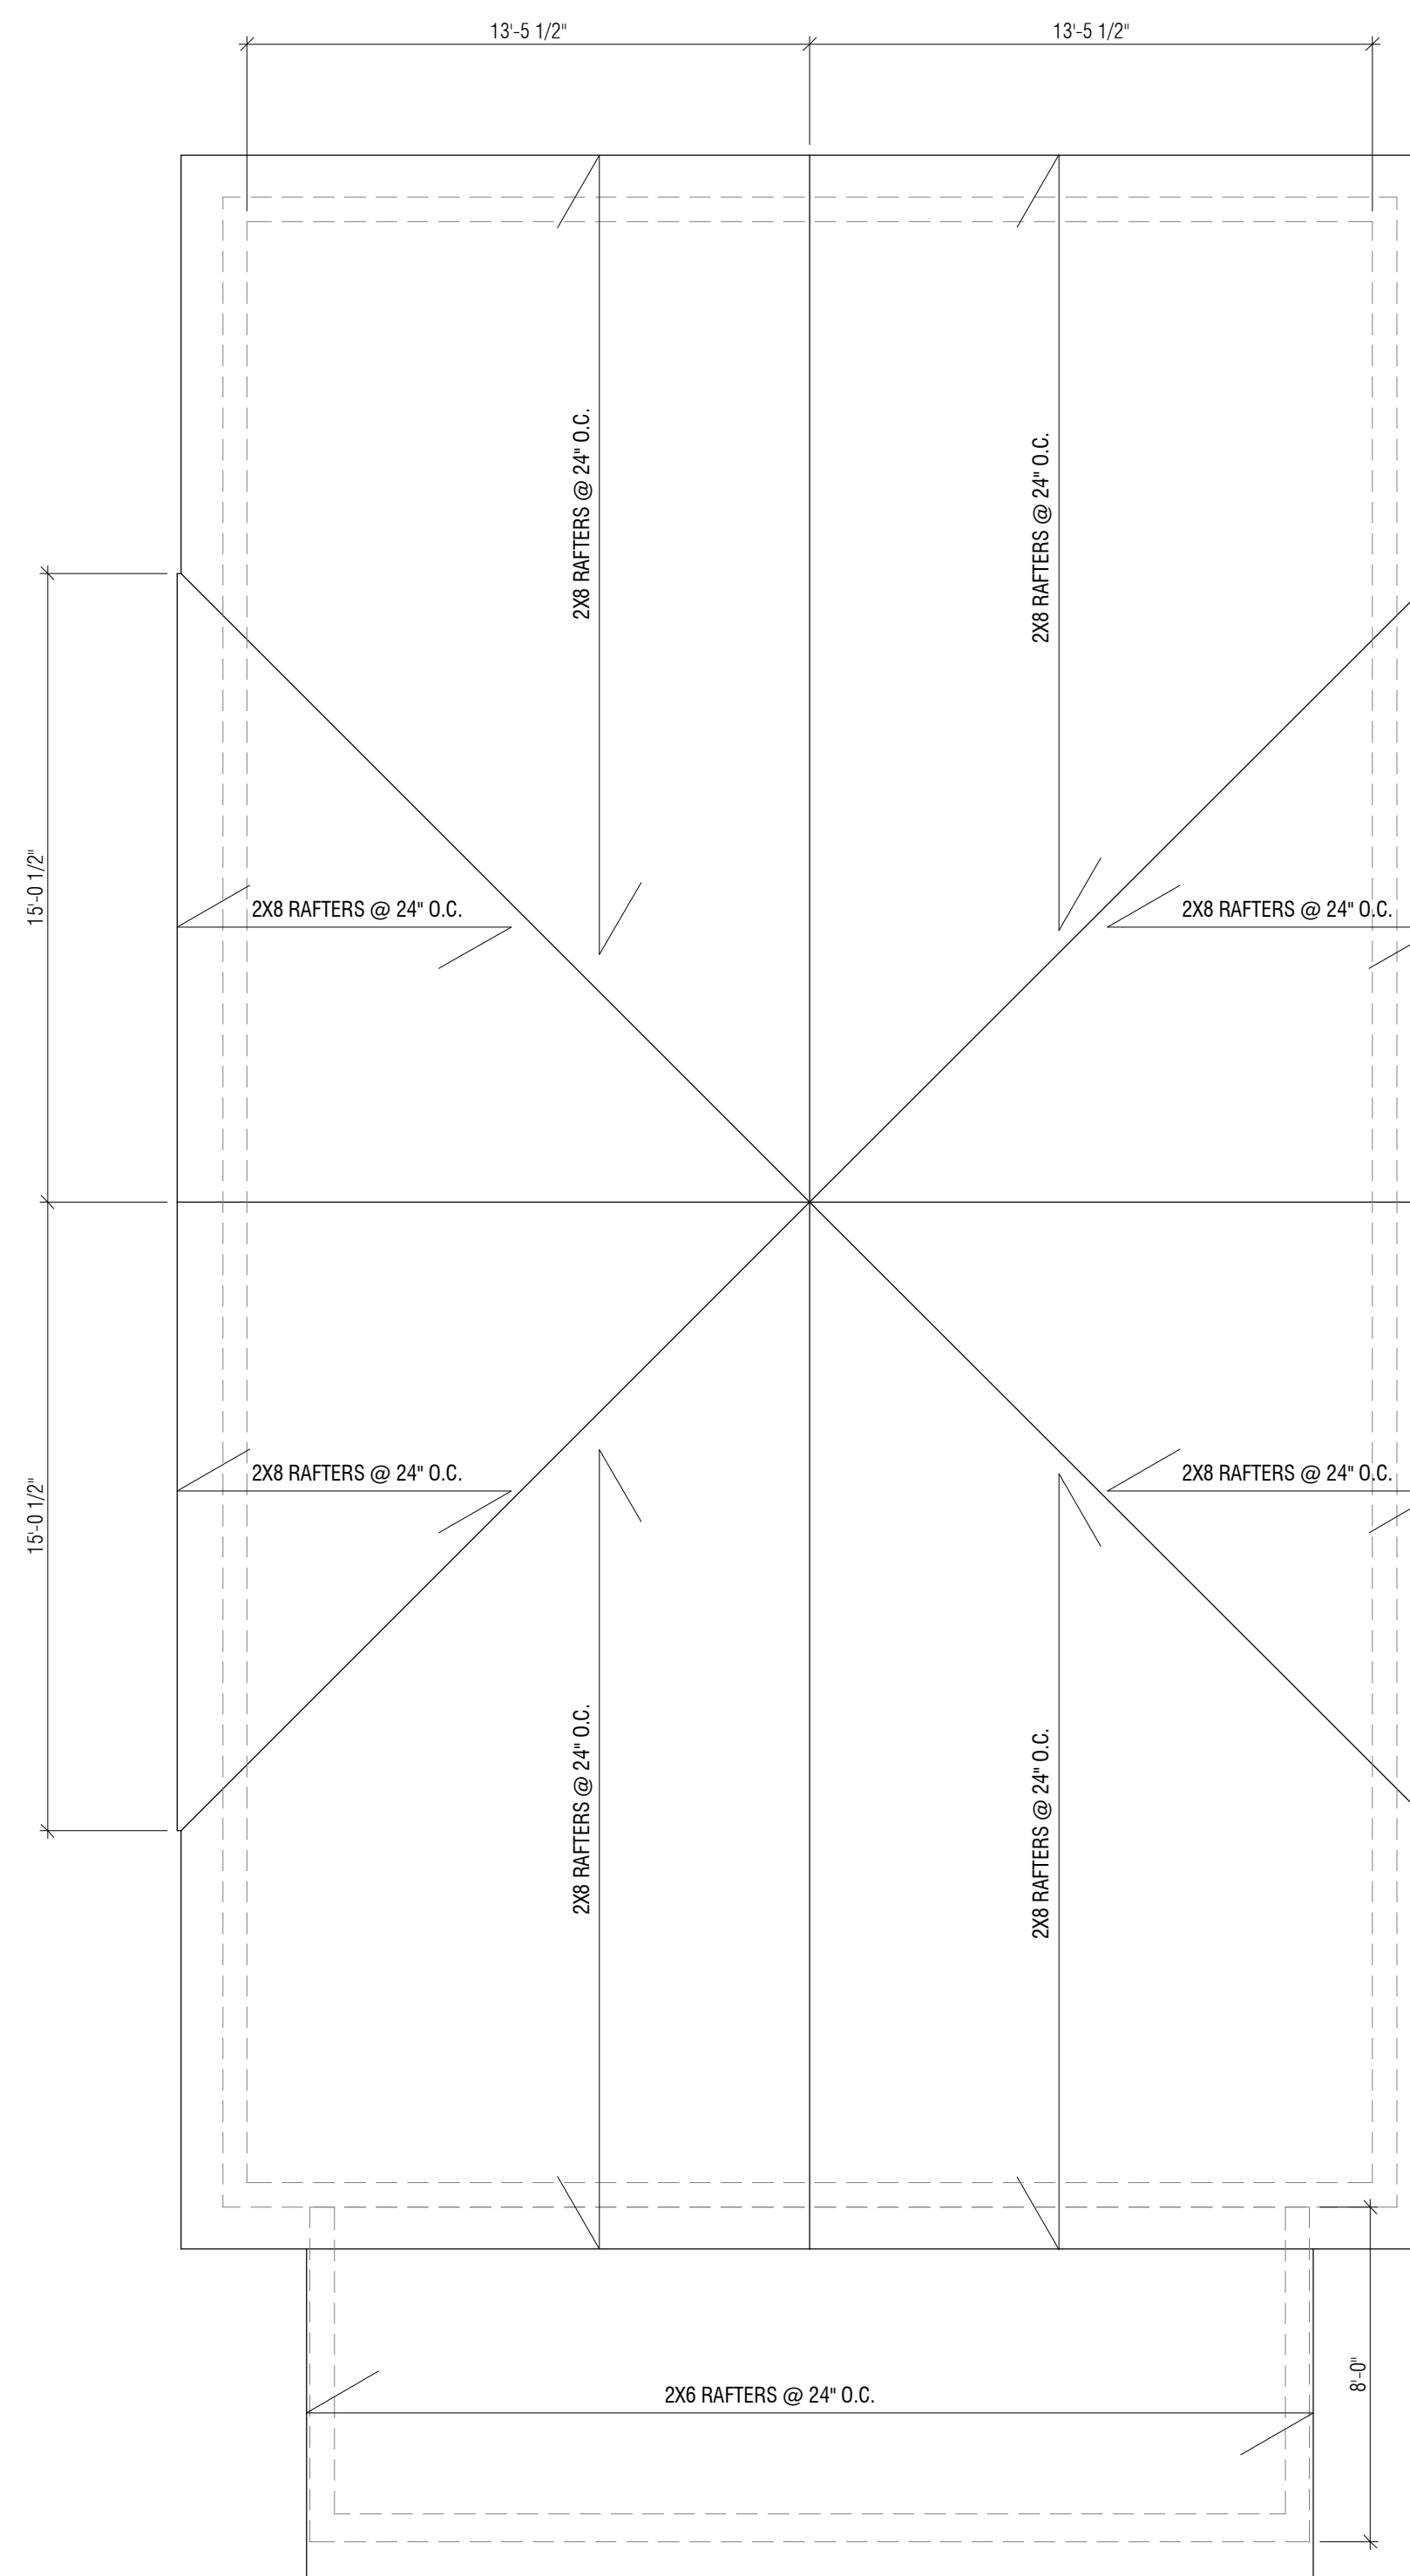 13'-5 1/2"
13'-5 1/2"
2X8 RAFTERS @ 24" O.C.
2X8 RAFTERS @ 24" O.C.
15'-0 1/2"
2X8 RAFTERS @ 24" O.C.
2X8 RAFTERS @ 24" O.C.
15'-0 1/2"
2X8 RAFTERS @ 24" O.C.
2X8 RAFTERS @ 24" O.C.
2X8 RAFTERS @ 24" O.C.
2X8 RAFTERS @ 24" O.C.
8'-0"
2X6 RAFTERS @ 24" O.C.